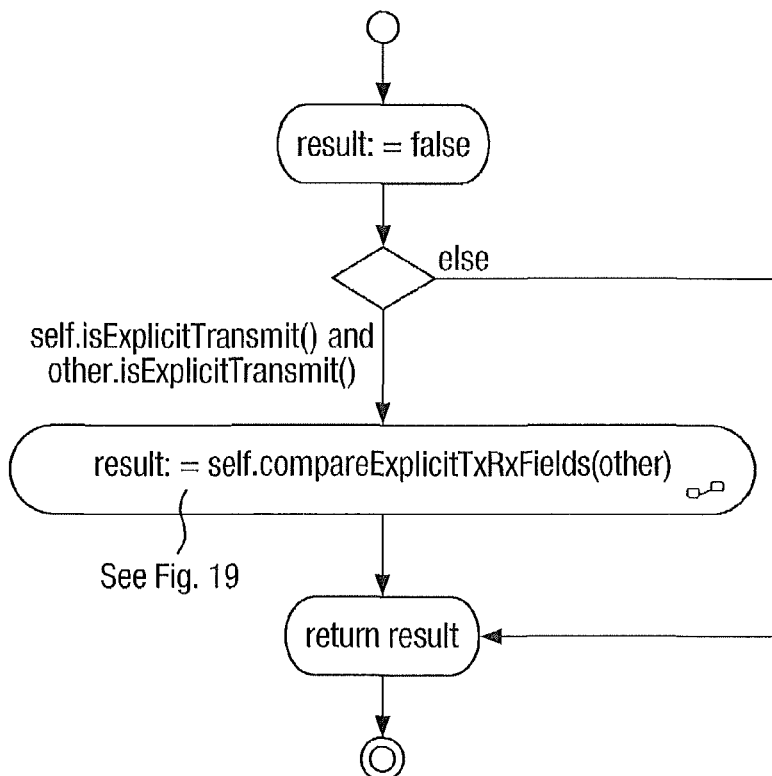 result: = false
else
self.isExplicitTransmit() and
other.isExplicitTransmit()
result: = self.compareExplicitTxRxFields(other)
See Fig. 19
return result